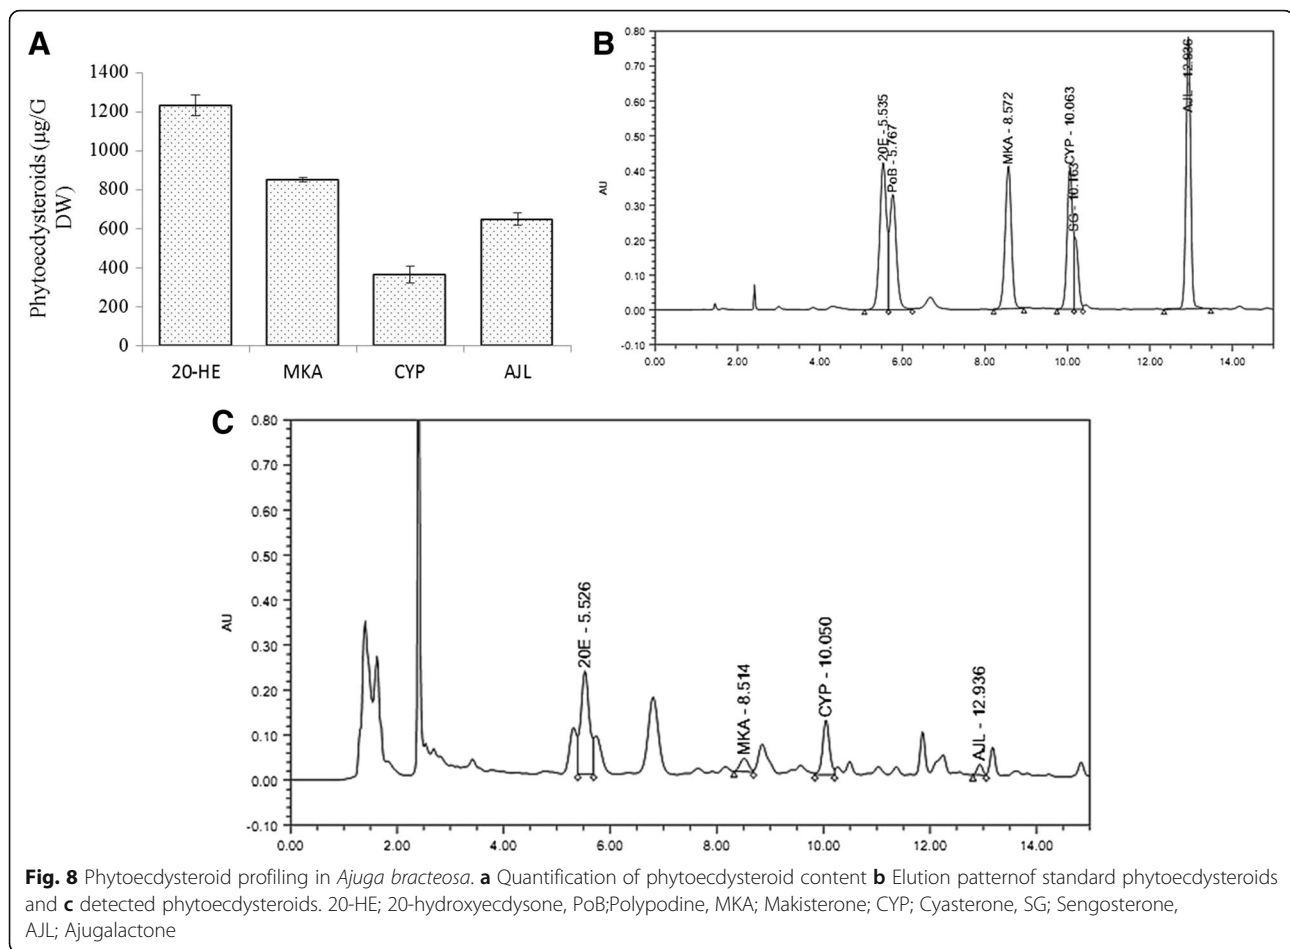 A
Phytoecdysteroids (µg/G
DW)
1400
1200
1000
800
600
400
200
0
20-HE MKA CYP AJL
B
AU
0.80
0.70
0.60
0.50
0.40
0.30
0.20
0.10
0.00
-0.10
20E - 5.535
PoB - 5.767
MKA - 8.572
CYP - 10.063
SG - 10.163
AJL - 12.936
0.00 2.00 4.00 6.00 8.00 10.00 12.00 14.00
C
AU
0.80
0.70
0.60
0.50
0.40
0.30
0.20
0.10
0.00
-0.10
20E - 5.526
MKA - 8.514
CYP - 10.050
AJL - 12.936
0.00 2.00 4.00 6.00 8.00 10.00 12.00 14.00
Fig. 8 Phytoecdysteroid profiling in Ajuga bracteosa. a Quantification of phytoecdysteroid content b Elution patternof standard phytoecdysteroids
and c detected phytoecdysteroids. 20-HE; 20-hydroxyecdysone, PoB;Polypodine, MKA; Makisterone; CYP; Cyasterone, SG; Sengosterone,
AJL; Ajugalactone